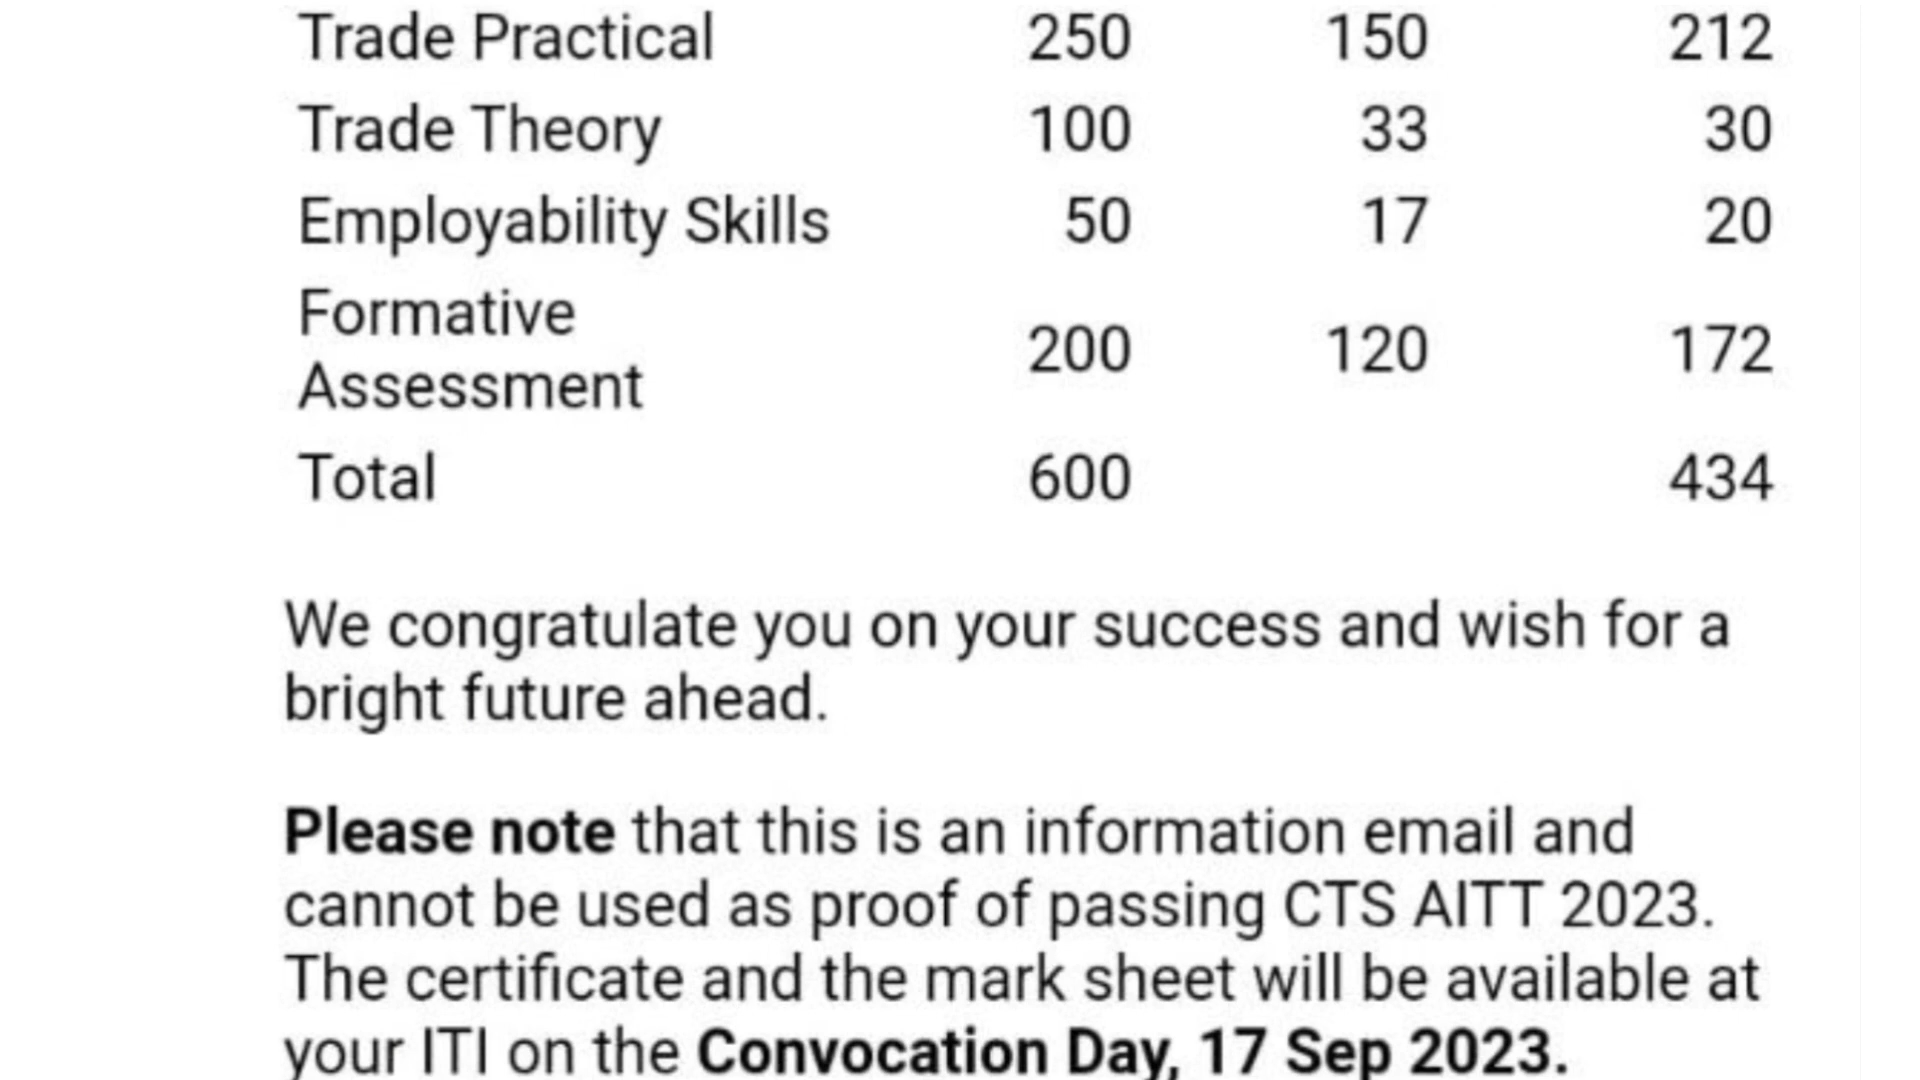 Trade Practical 250 150 212
Trade Theory 100 33 30
Employability Skills 50 17 20
Formative
Assessment 200 120 172
Total 600 434
We congratulate you on your success and wish for a
bright future ahead.
Please note that this is an information email and
cannot be used as proof of passing CTS AITT 2023.
The certificate and the mark sheet will be available at
your ITI on the Convocation Day, 17 Sep 2023.